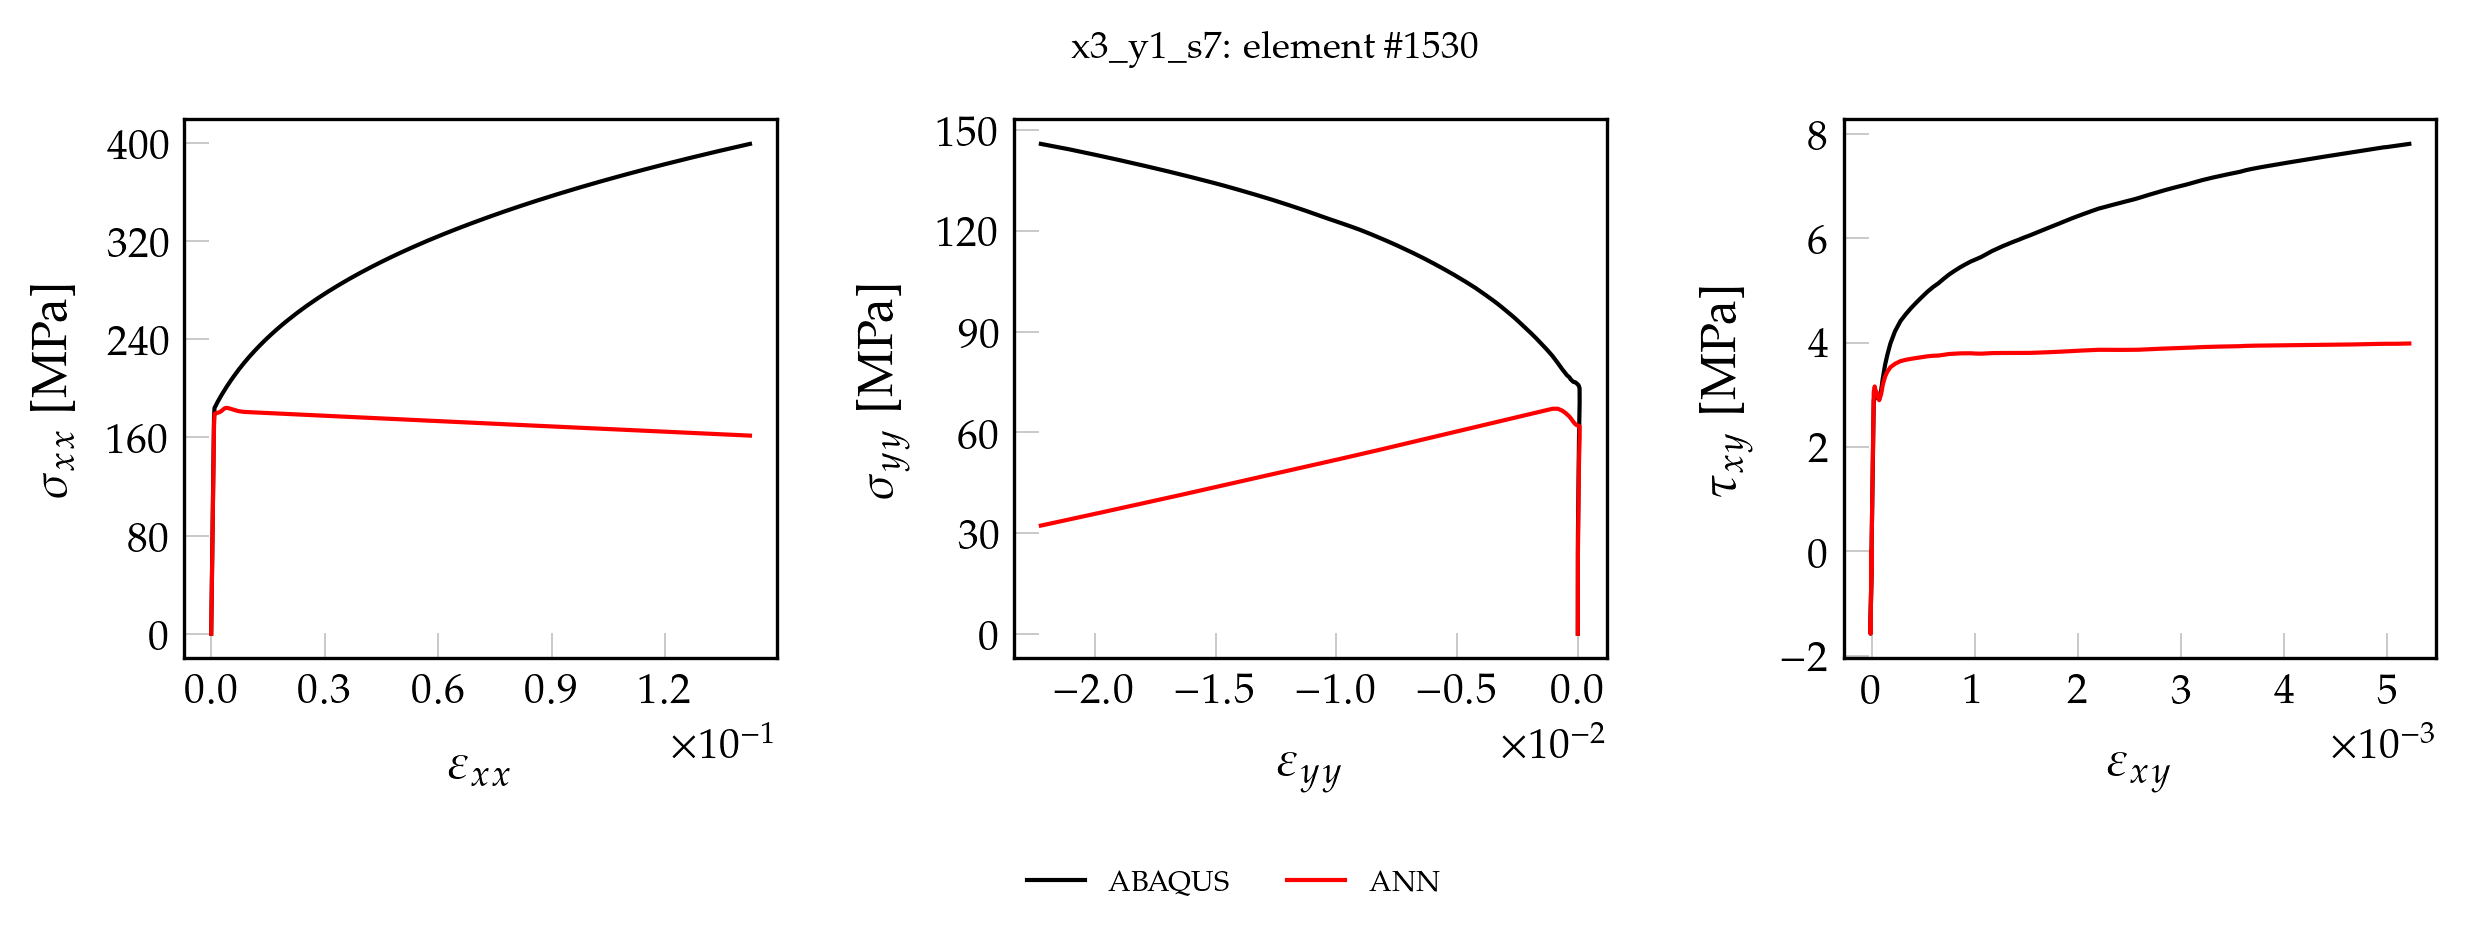 x3_y1_s7: element #1530
σxx [MPa]
400
320
240
160
80
0
0.0 0.3 0.6 0.9 1.2
×10⁻¹
εxx
σyy [MPa]
150
120
90
60
30
0
−2.0 −1.5 −1.0 −0.5 0.0
×10⁻²
εyy
τxy [MPa]
8
6
4
2
0
−2
0 1 2 3 4 5
×10⁻³
εxy
ABAQUS ANN